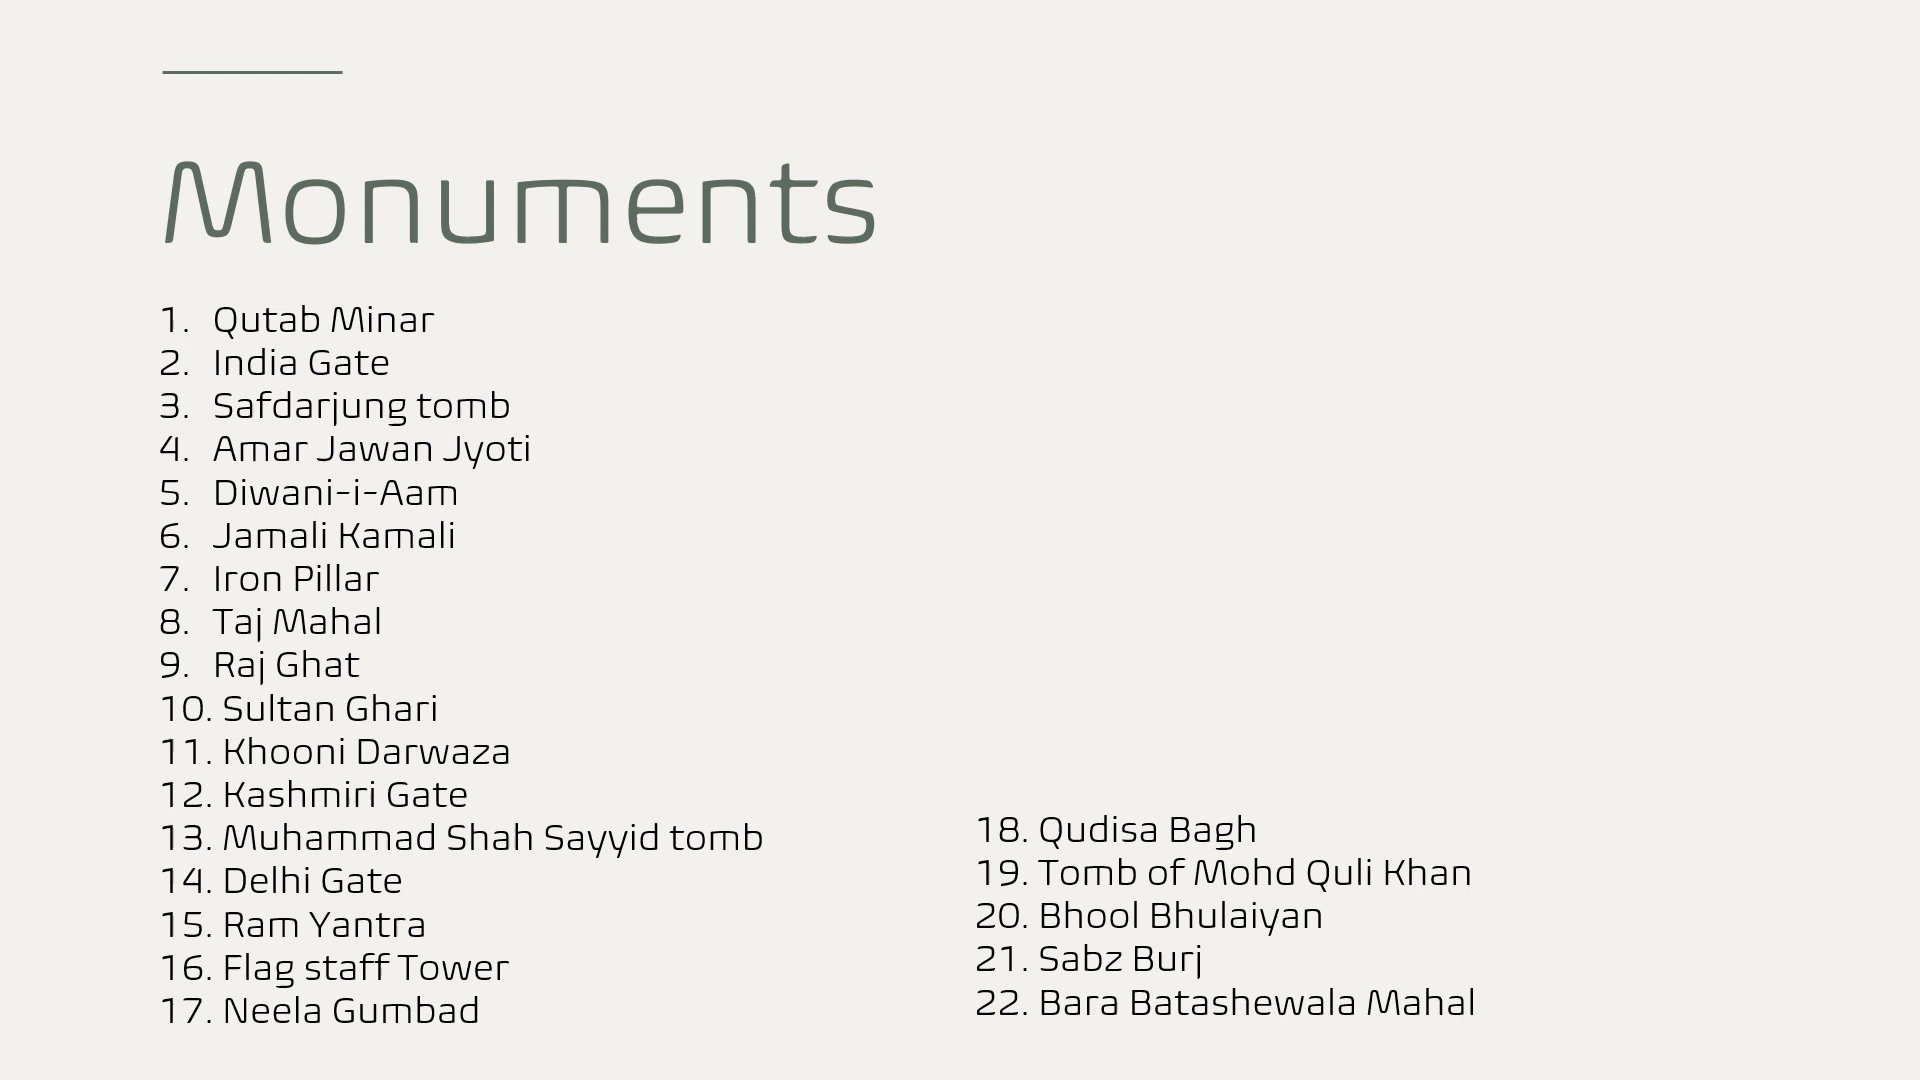 Monuments
1. Qutab Minar
2. India Gate
3. Safdarjung tomb
4. Amar Jawan Jyoti
5. Diwani-i-Aam
6. Jamali Kamali
7. Iron Pillar
8. Taj Mahal
9. Raj Ghat
10. Sultan Ghari
11. Khooni Darwaza
12. Kashmiri Gate
13. Muhammad Shah Sayyid tomb
14. Delhi Gate
15. Ram Yantra
16. Flag staff Tower
17. Neela Gumbad
18. Qudisa Bagh
19. Tomb of Mohd Quli Khan
20. Bhool Bhulaiyan
21. Sabz Burj
22. Bara Batashewala Mahal